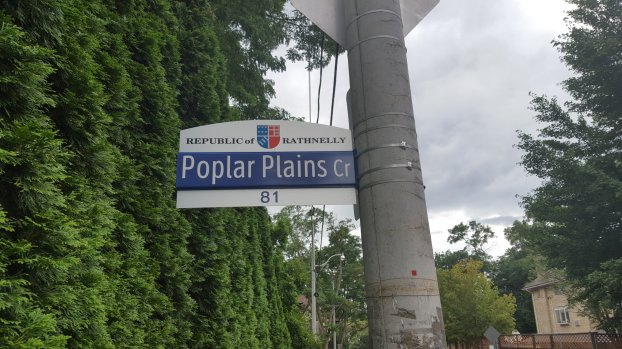 REPUBLIC of RATHNELLY
Poplar Plains Cr
81